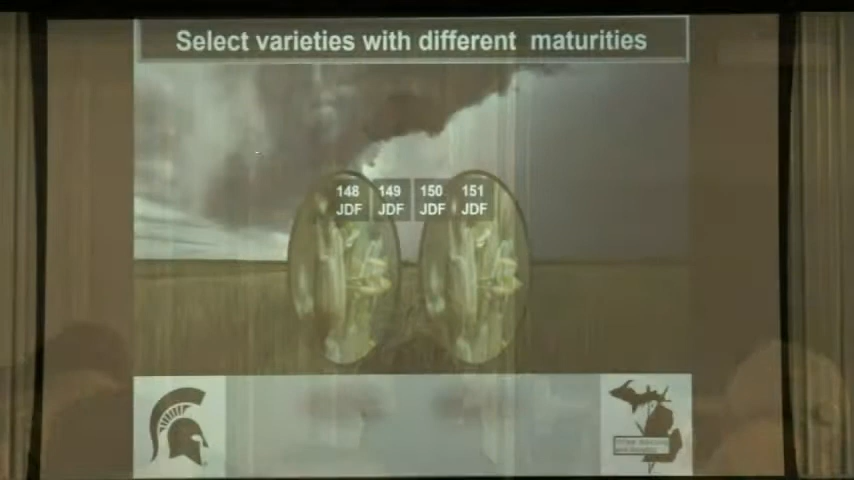 Select varieties with different maturities
148 149 150 151
JDF JDF JDF JDF